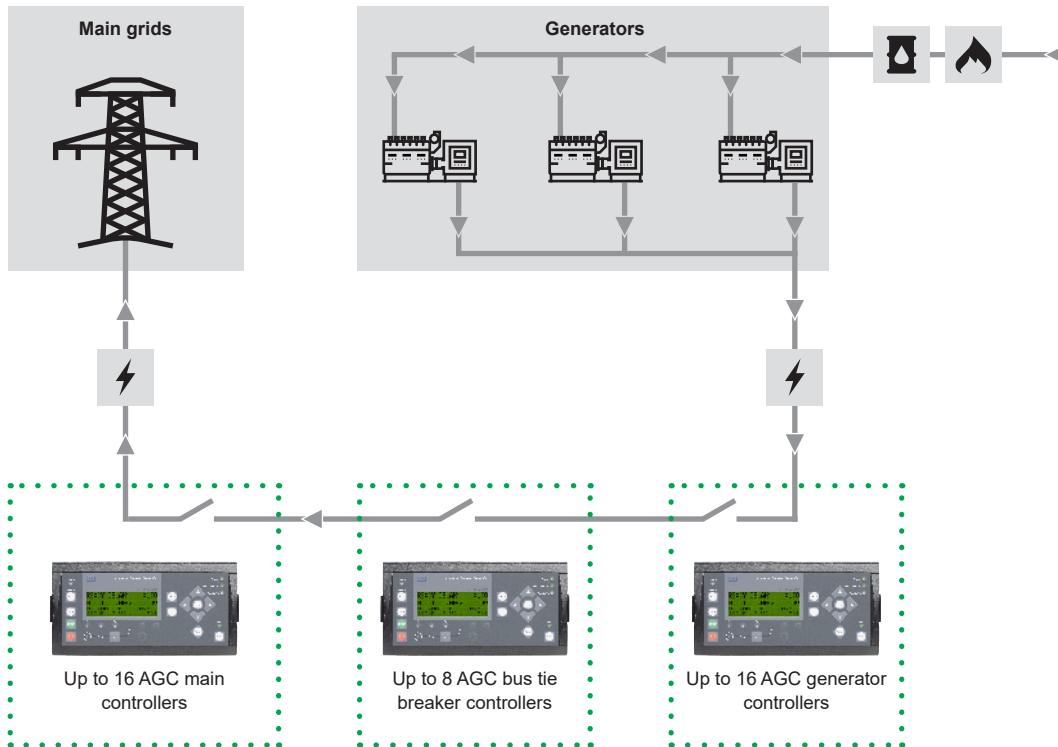 Main grids
Generators
Up to 16 AGC main
controllers
Up to 8 AGC bus tie
breaker controllers
Up to 16 AGC generator
controllers